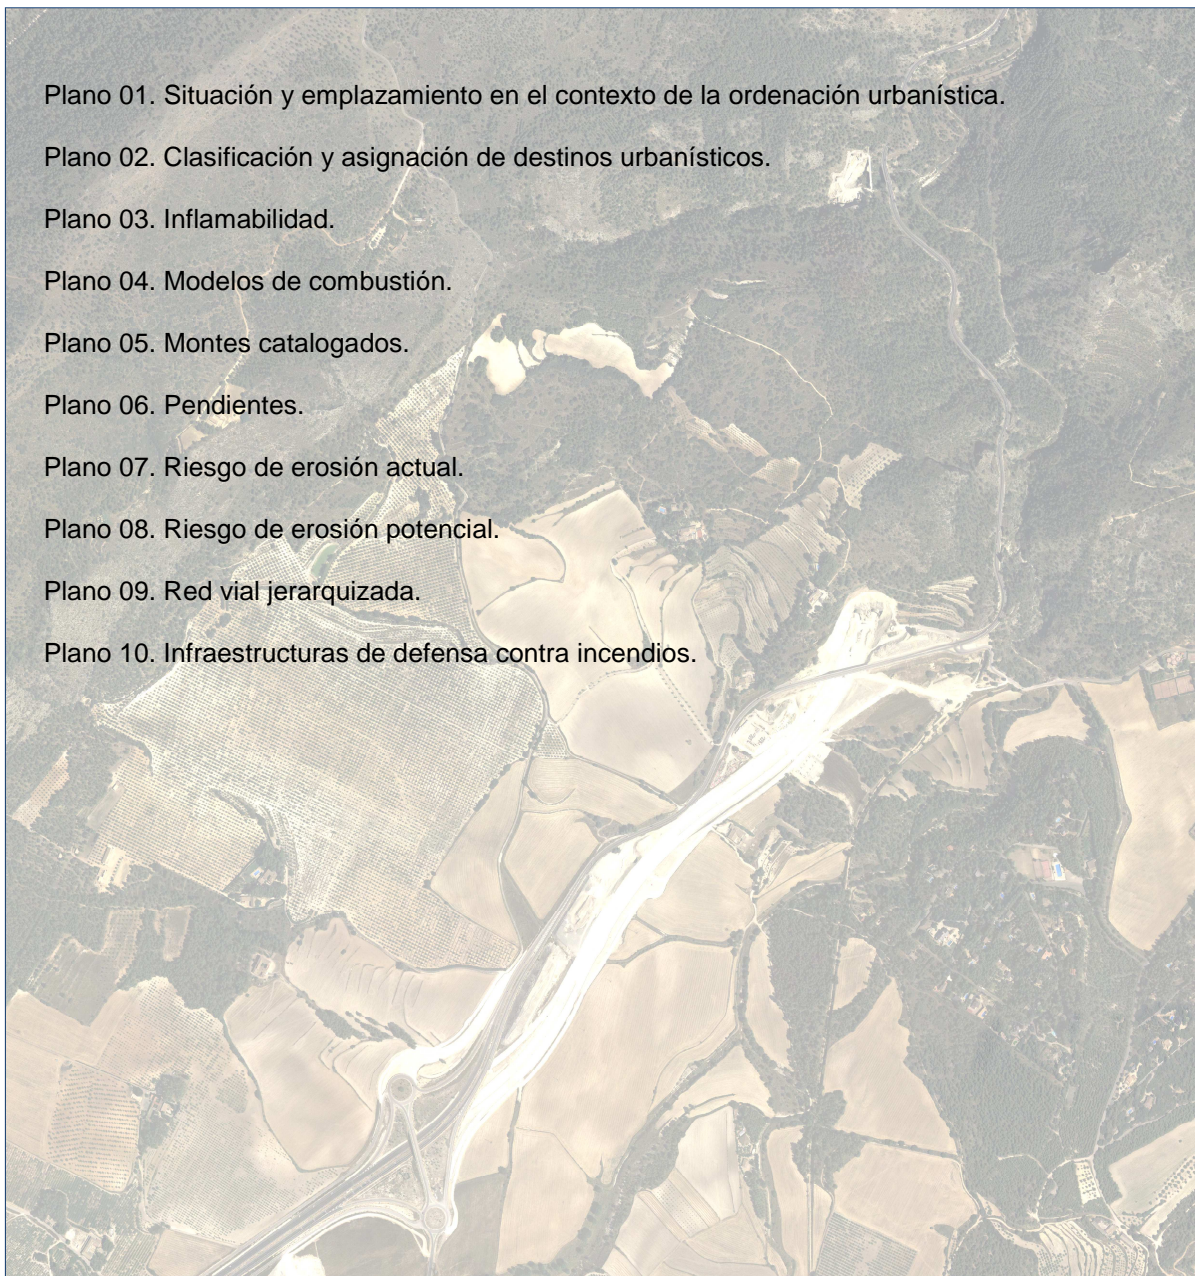 Plano 01. Situación y emplazamiento en el contexto de la ordenación urbanística.
Plano 02. Clasificación y asignación de destinos urbanísticos.
Plano 03. Inflamabilidad.
Plano 04. Modelos de combustión.
Plano 05. Montes catalogados.
Plano 06. Pendientes.
Plano 07. Riesgo de erosión actual.
Plano 08. Riesgo de erosión potencial.
Plano 09. Red vial jerarquizada.
Plano 10. Infraestructuras de defensa contra incendios.